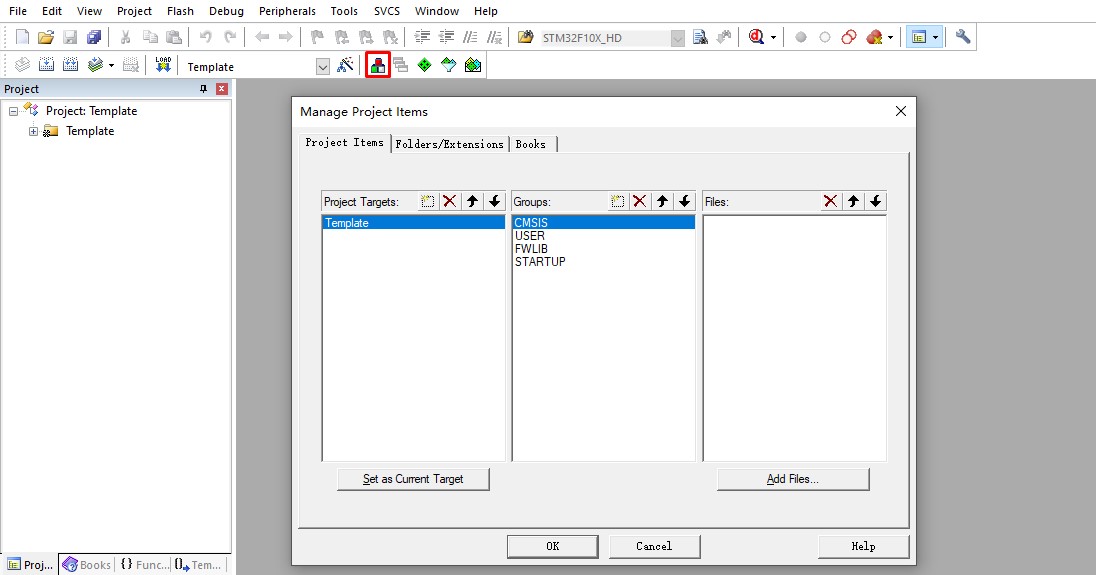 File Edit View Project Flash Debug Peripherals Tools SVCS Window Help
STM32F10X_HD
LOAD
Template
Project
Project: Template
Template
Manage Project Items
Project Items Folders/Extensions Books
Project Targets: Groups: Files:
Template CMSIS
USER
FWLIB
STARTUP
Set as Current Target Add Files...
OK Cancel Help
Proj... Books {} Func... Tem...